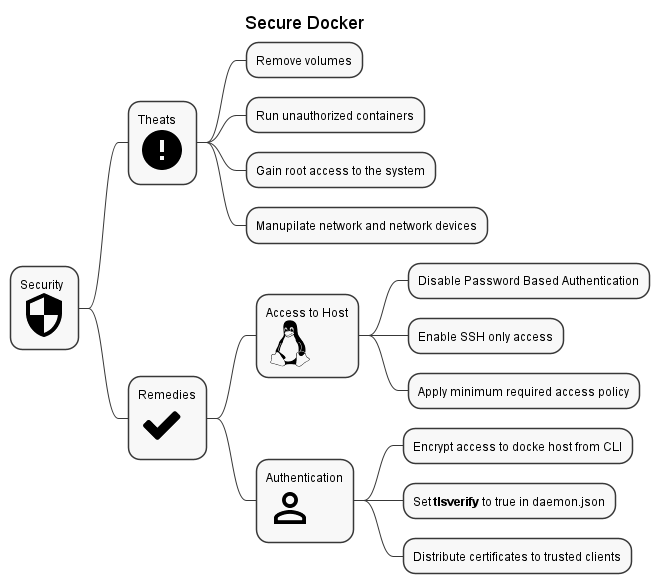 Secure Docker
Security
Theats
Remove volumes
Run unauthorized containers
Gain root access to the system
Manupilate network and network devices
Remedies
Access to Host
Disable Password Based Authentication
Enable SSH only access
Apply minimum required access policy
Authentication
Encrypt access to docke host from CLI
Set tlsverify to true in daemon.json
Distribute certificates to trusted clients